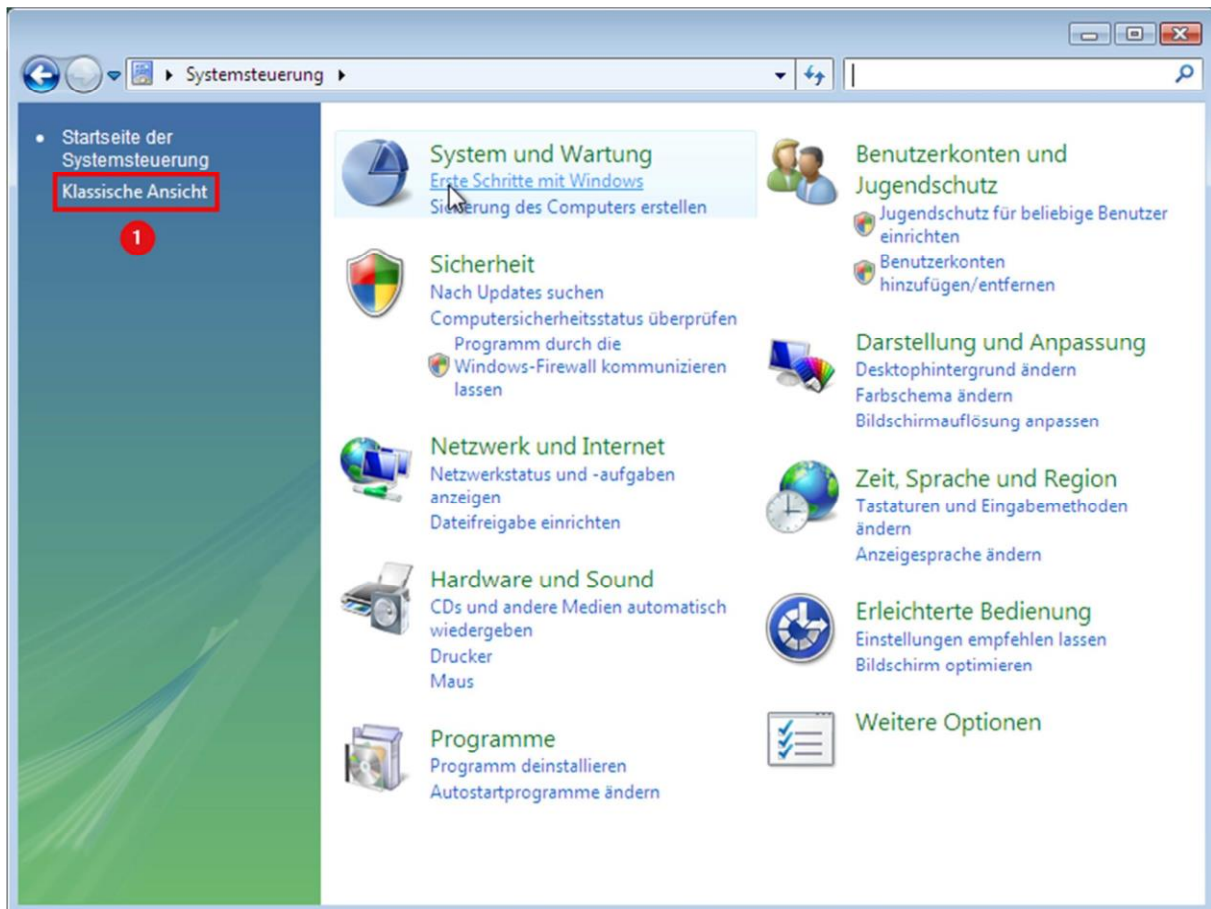 Systemsteuerung
Startseite der
Systemsteuerung
Klassische Ansicht
1
System und Wartung
Erste Schritte mit Windows
Sicherung des Computers erstellen
Sicherheit
Nach Updates suchen
Computersicherheitsstatus überprüfen
Programm durch die
Windows-Firewall kommunizieren
lassen
Netzwerk und Internet
Netzwerkstatus und -aufgaben
anzeigen
Dateifreigabe einrichten
Hardware und Sound
CDs und andere Medien automatisch
wiedergeben
Drucker
Maus
Programme
Programm deinstallieren
Autostartprogramme ändern
Benutzerkonten und
Jugendschutz
Jugendschutz für beliebige Benutzer
einrichten
Benutzerkonten
hinzufügen/entfernen
Darstellung und Anpassung
Desktophintergrund ändern
Farbschema ändern
Bildschirmauflösung anpassen
Zeit, Sprache und Region
Tastaturen und Eingabemethoden
ändern
Anzeigesprache ändern
Erleichterte Bedienung
Einstellungen empfehlen lassen
Bildschirm optimieren
Weitere Optionen